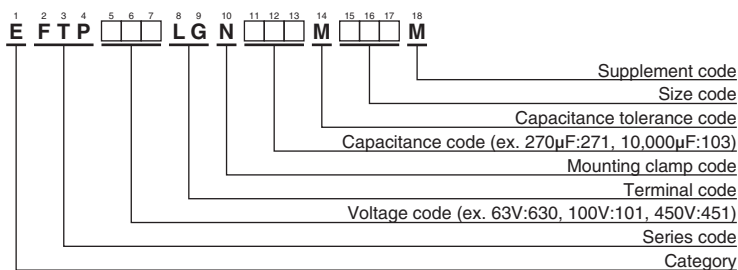 1 2 3 4 5 6 7 8 9 10 11 12 13 14 15 16 17 18
E F T P L G N M M
Supplement code
Size code
Capacitance tolerance code
Capacitance code (ex. 270μF:271, 10,000μF:103)
Mounting clamp code
Terminal code
Voltage code (ex. 63V:630, 100V:101, 450V:451)
Series code
Category